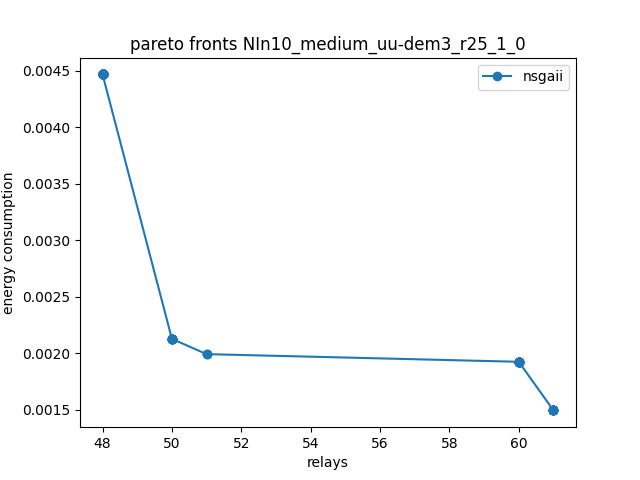 pareto fronts NIn10_medium_uu-dem3_r25_1_0
nsgaii
energy consumption
0.0045
0.0040
0.0035
0.0030
0.0025
0.0020
0.0015
48 50 52 54 56 58 60
relays